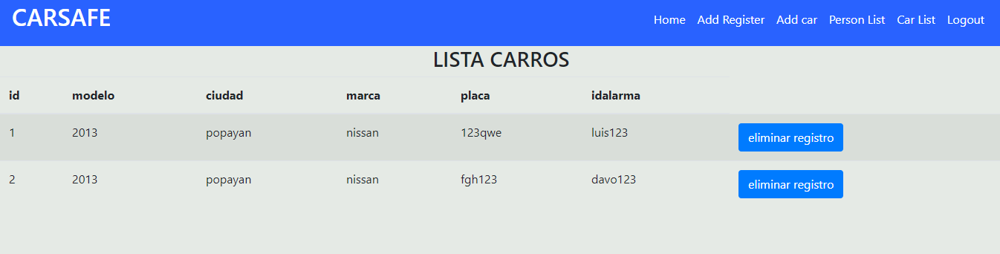 CARSAFE Home Add Register Add car Person List Car List Logout
LISTA CARROS
id modelo ciudad marca placa idalarma
1 2013 popayan nissan 123qwe luis123 eliminar registro
2 2013 popayan nissan fgh123 davo123 eliminar registro